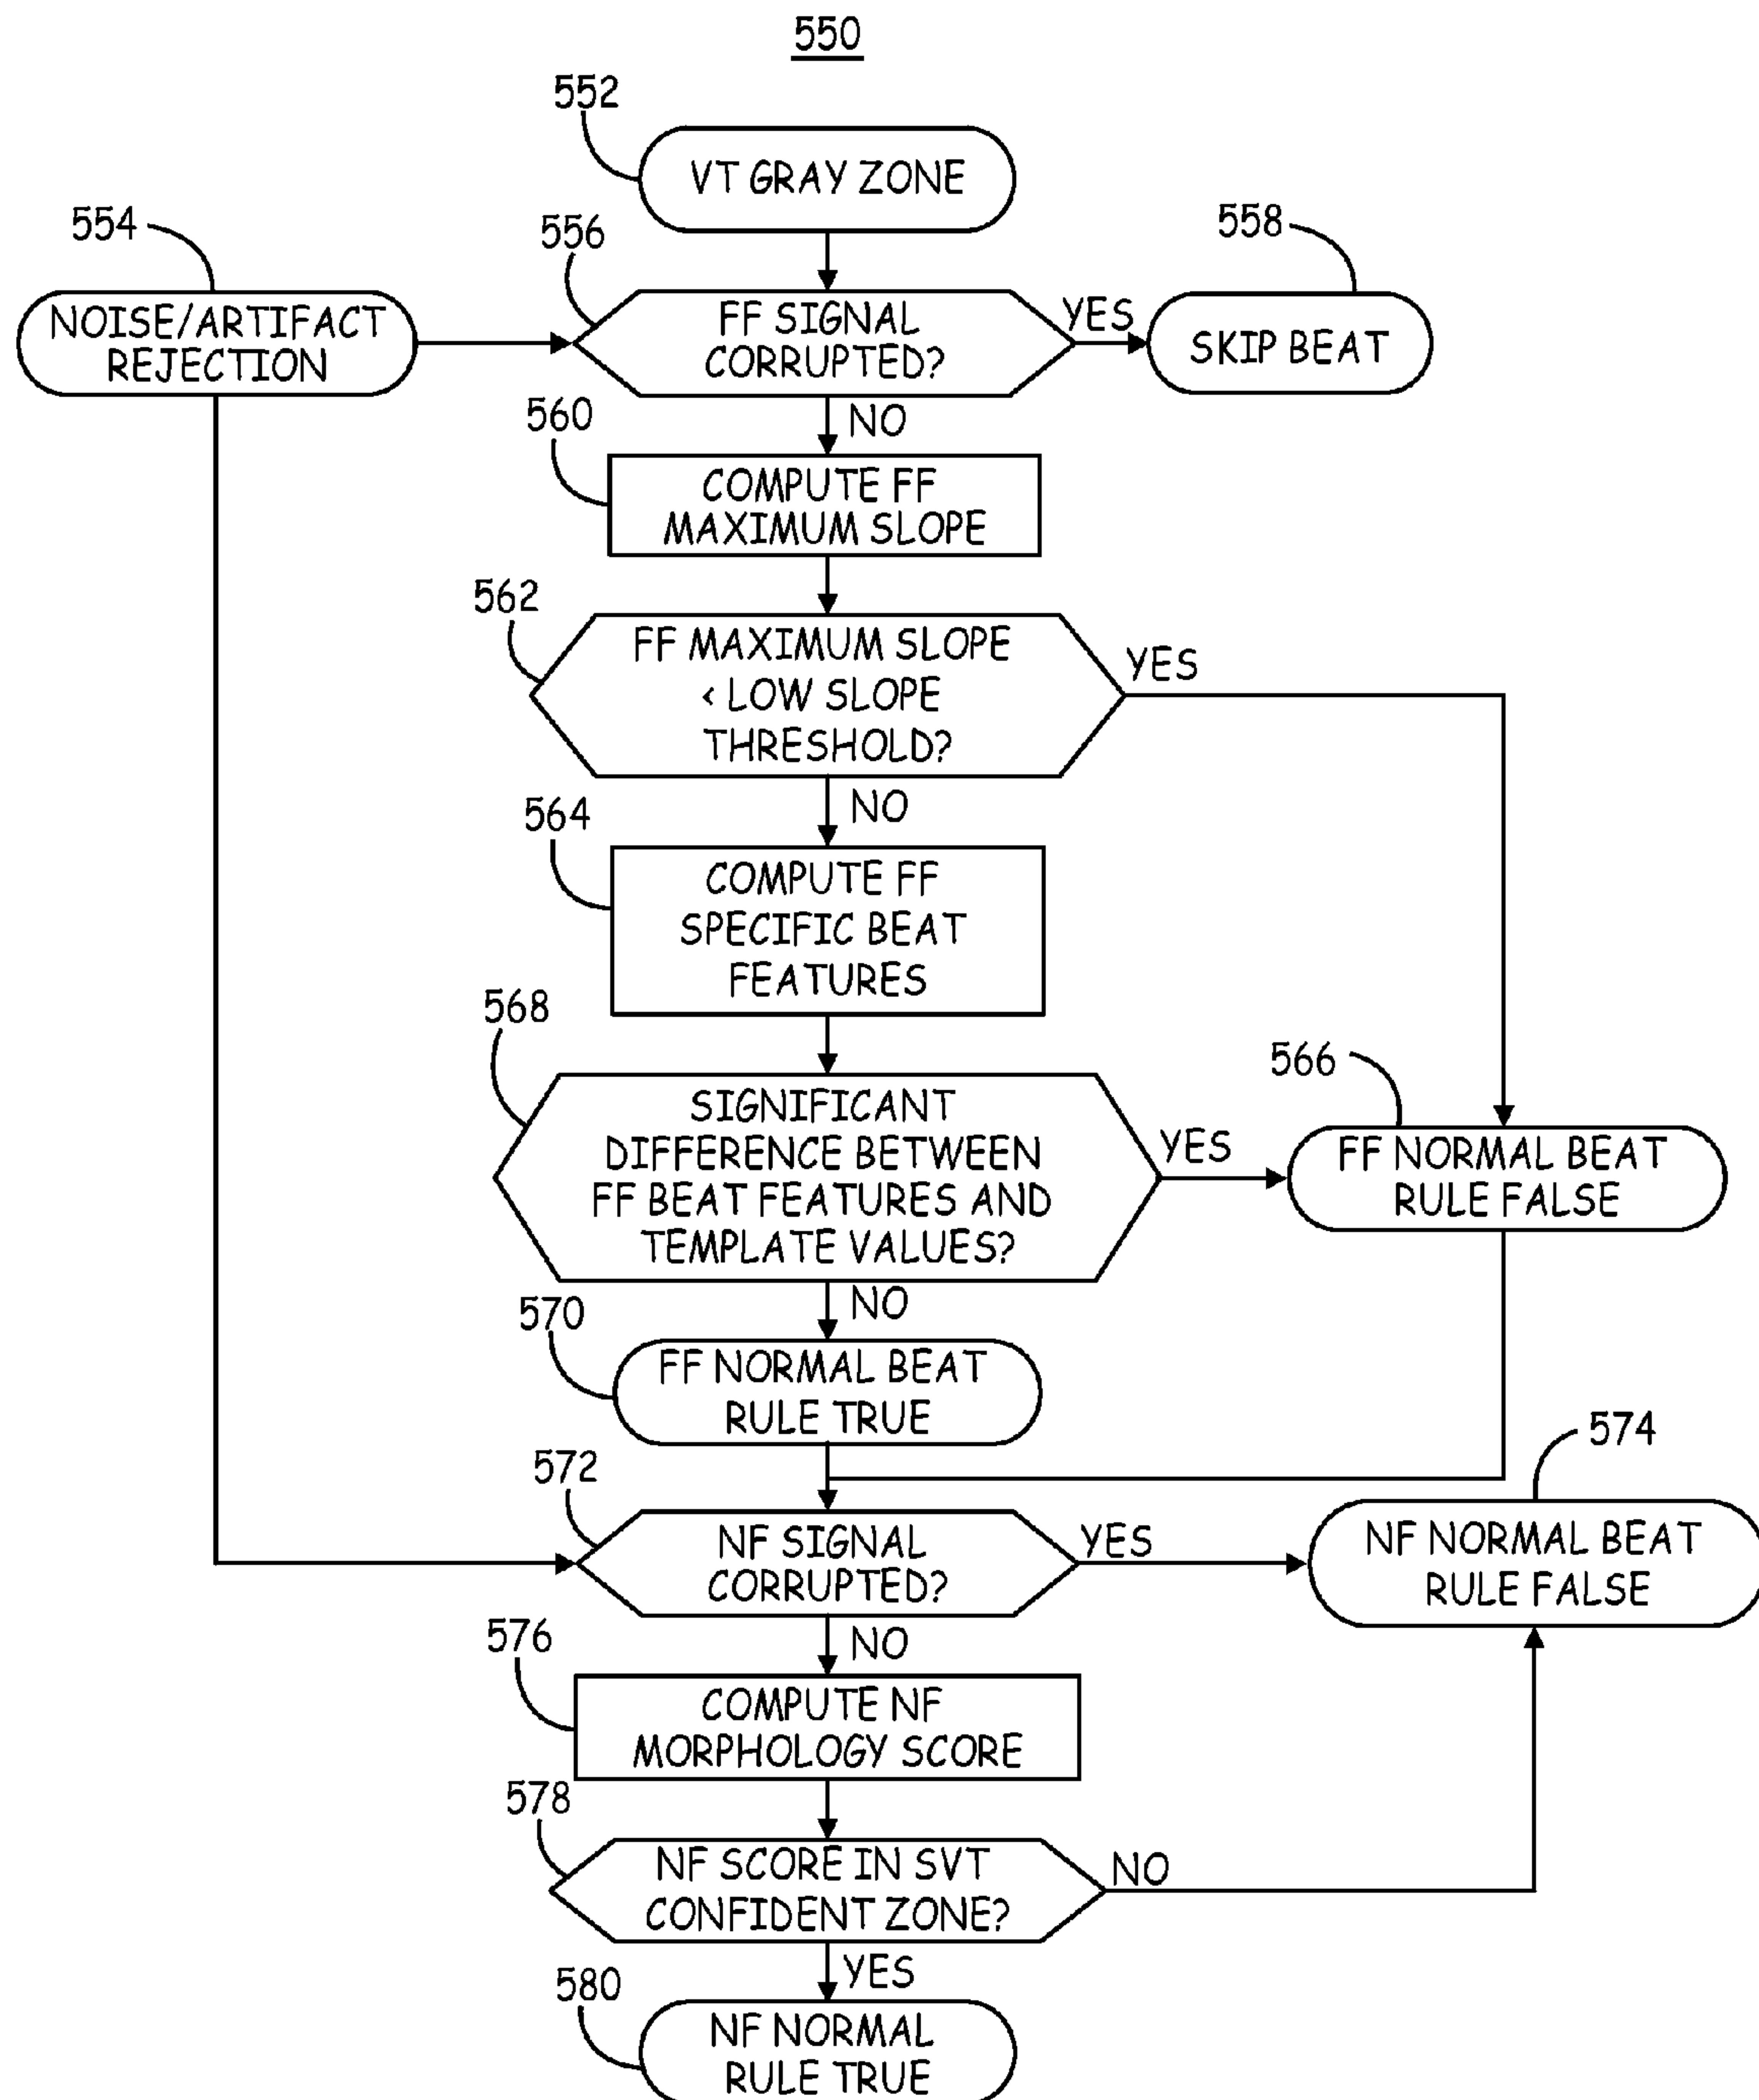 550
552
VT GRAY ZONE
554
NOISE/ARTIFACT
REJECTION
556
FF SIGNAL
CORRUPTED?
YES
558
SKIP BEAT
NO
560
COMPUTE FF
MAXIMUM SLOPE
562
FF MAXIMUM SLOPE
< LOW SLOPE
THRESHOLD?
YES
NO
564
COMPUTE FF
SPECIFIC BEAT
FEATURES
568
SIGNIFICANT
DIFFERENCE BETWEEN
FF BEAT FEATURES AND
TEMPLATE VALUES?
YES
566
FF NORMAL BEAT
RULE FALSE
NO
570
FF NORMAL BEAT
RULE TRUE
572
NF SIGNAL
CORRUPTED?
YES
574
NF NORMAL BEAT
RULE FALSE
NO
576
COMPUTE NF
MORPHOLOGY SCORE
578
NF SCORE IN SVT
CONFIDENT ZONE?
NO
YES
580
NF NORMAL
RULE TRUE